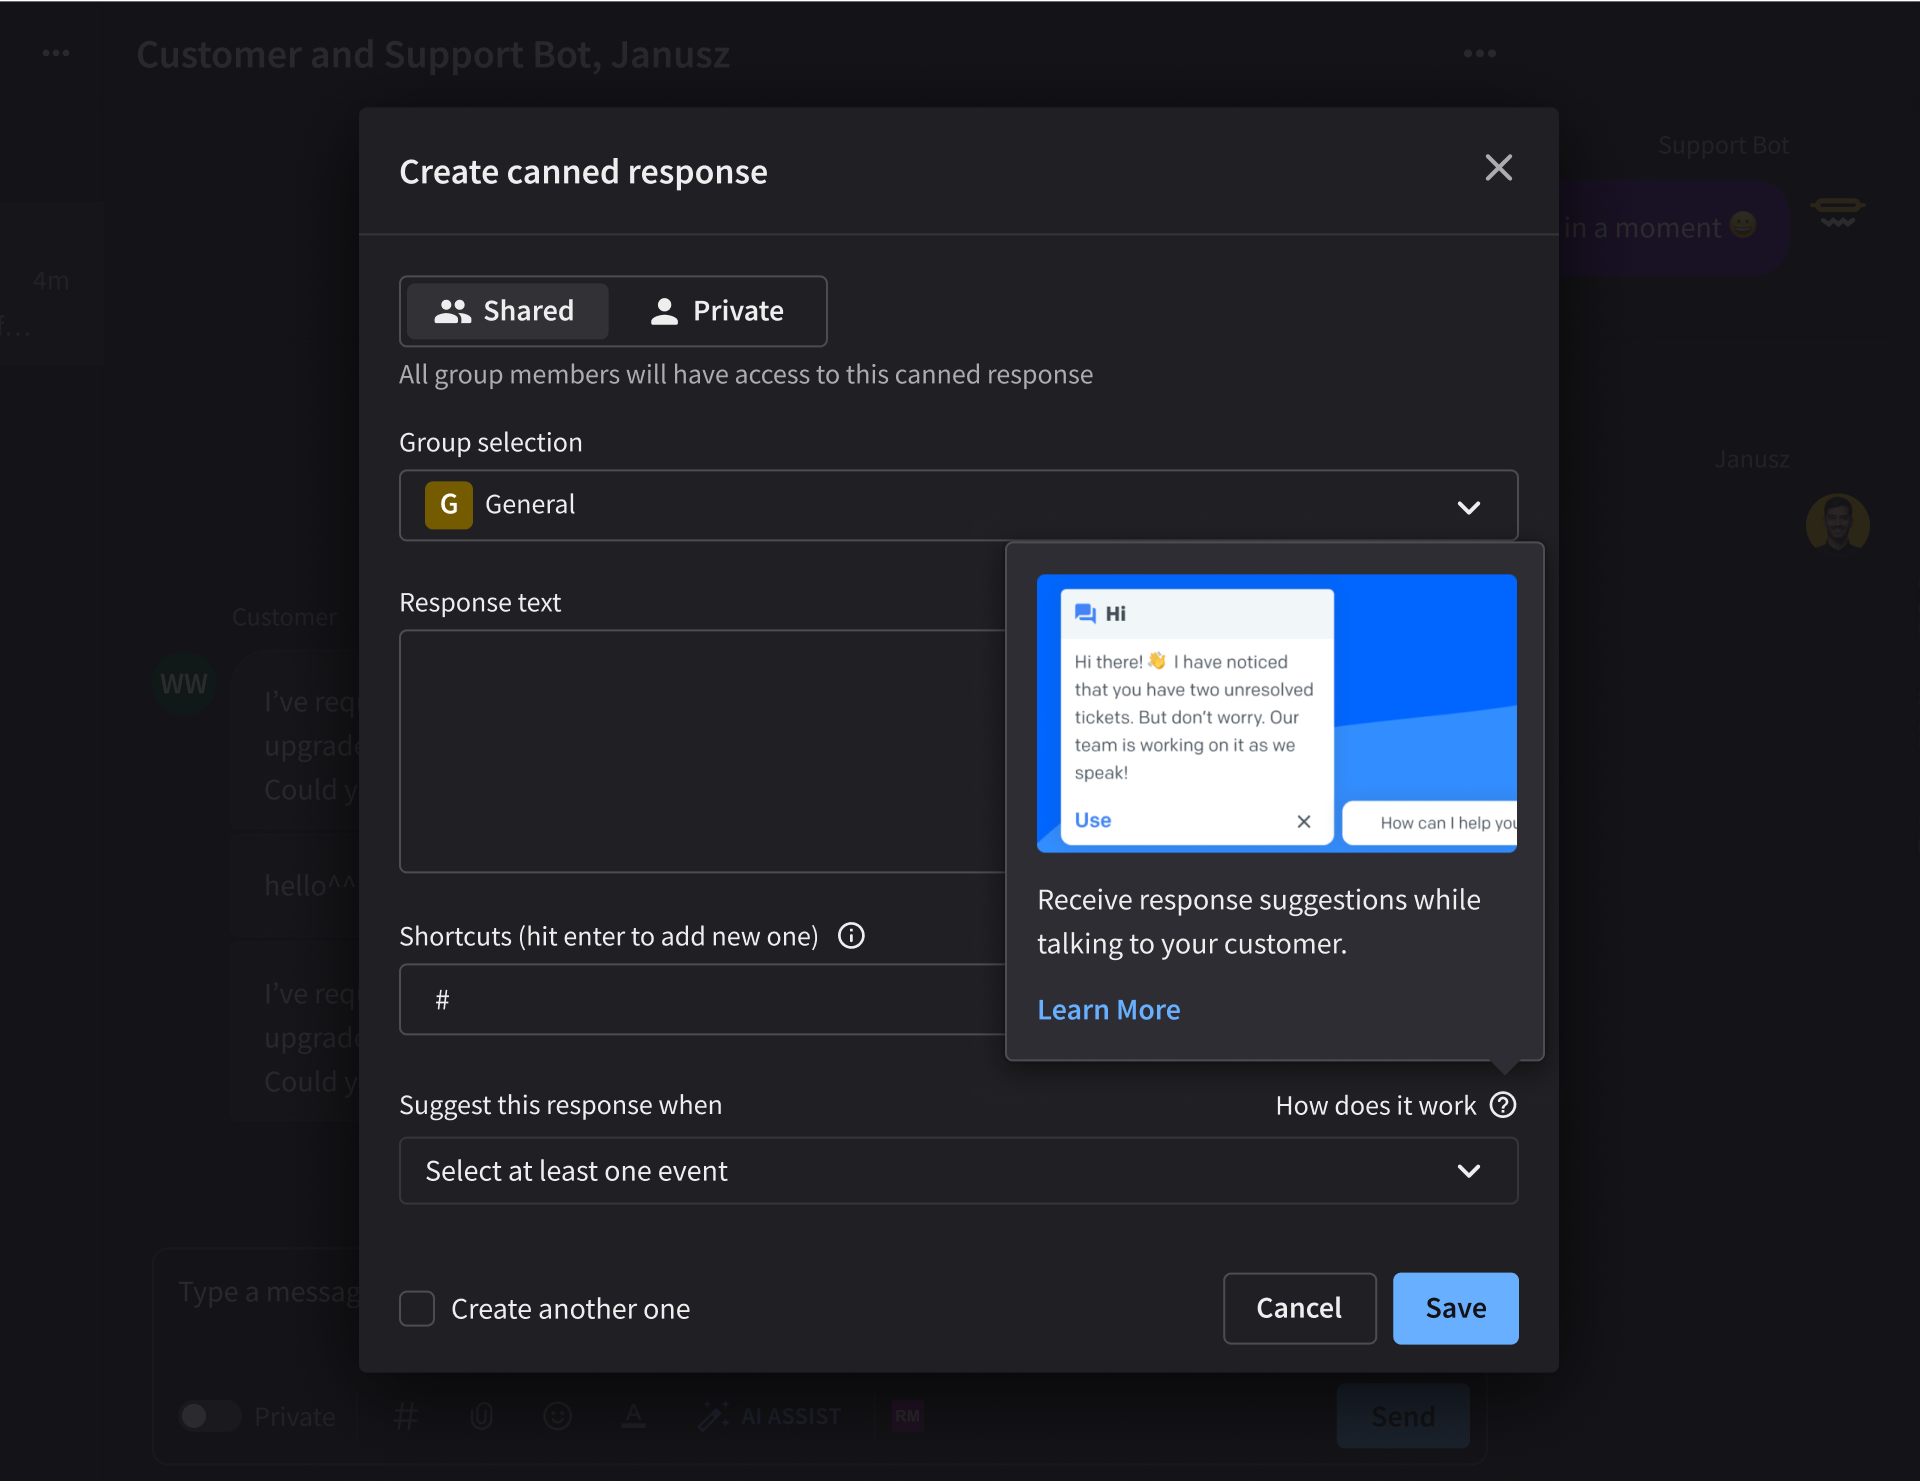 Customer and Support Bot, Janusz
Support Bot
in a moment 😀
4m
f…
Janusz
Customer
WW
I've req
upgrade
Could y
hello^^
I've req
upgrade
Could y
Create canned response
Shared
Private
All group members will have access to this canned response
Group selection
G General
Response text
Hi
Hi there! 👋 I have noticed
that you have two unresolved
tickets. But don't worry. Our
team is working on it as we
speak!
Use
How can I help you
Receive response suggestions while
talking to your customer.
Learn More
Shortcuts (hit enter to add new one)
#
Suggest this response when
How does it work
Select at least one event
Create another one
Cancel
Save
Type a messag
Private
AI ASSIST
RM
Send